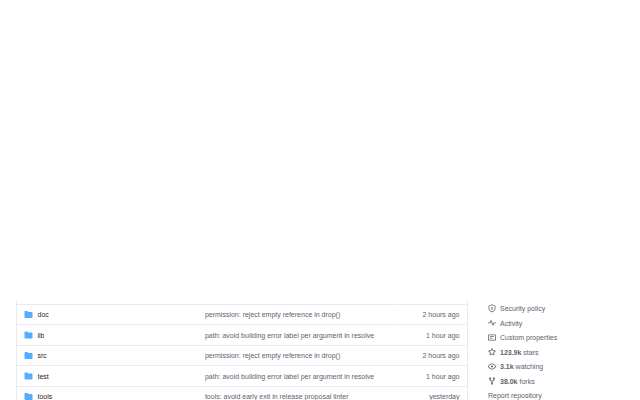 doc permission: reject empty reference in drop() 2 hours ago
lib path: avoid building error label per argument in resolve 1 hour ago
src permission: reject empty reference in drop() 2 hours ago
test path: avoid building error label per argument in resolve 1 hour ago
tools tools: avoid early exit in release proposal linter yesterday
Security policy
Activity
Custom properties
123.9k stars
3.1k watching
38.0k forks
Report repository